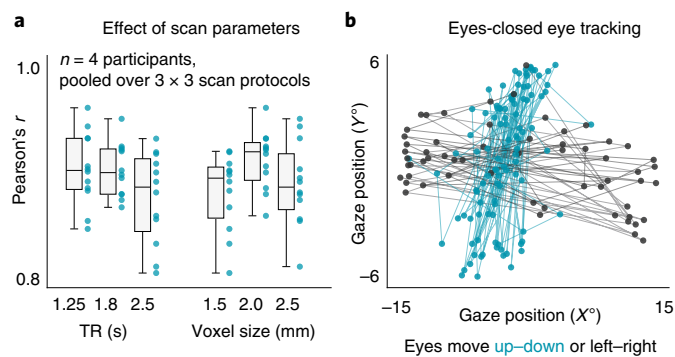 a
Effect of scan parameters
n = 4 participants,
pooled over 3 × 3 scan protocols
1.0
Pearson's r
0.8
1.25 1.8 2.5
TR (s)
1.5 2.0 2.5
Voxel size (mm)
b
Eyes-closed eye tracking
6
Gaze position (Y°)
−6
−15
Gaze position (X°)
15
Eyes move up–down or left–right